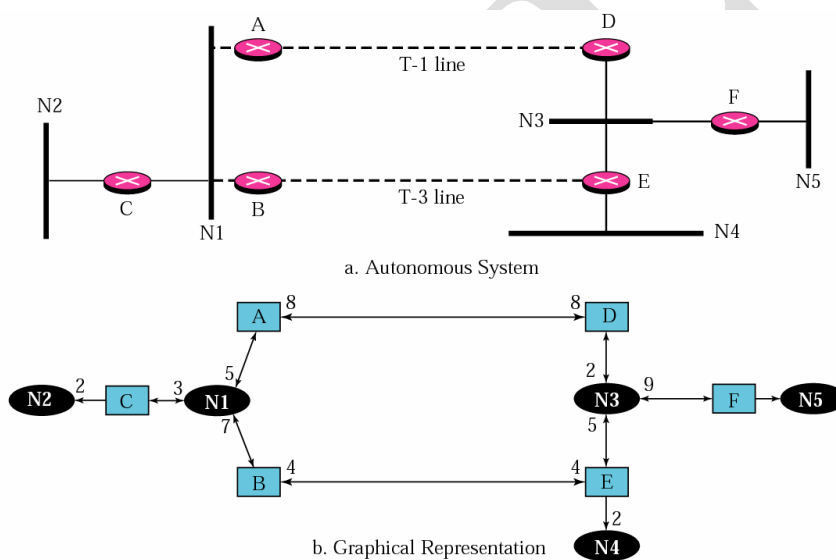 A
D
T-1 line
N2
F
N3
C
B
E
N5
T-3 line
N1
N4
a. Autonomous System
8
8
A
D
5
2
2
3
9
N2
C
N1
N3
F
N5
7
5
4
4
B
E
2
b. Graphical Representation
N4